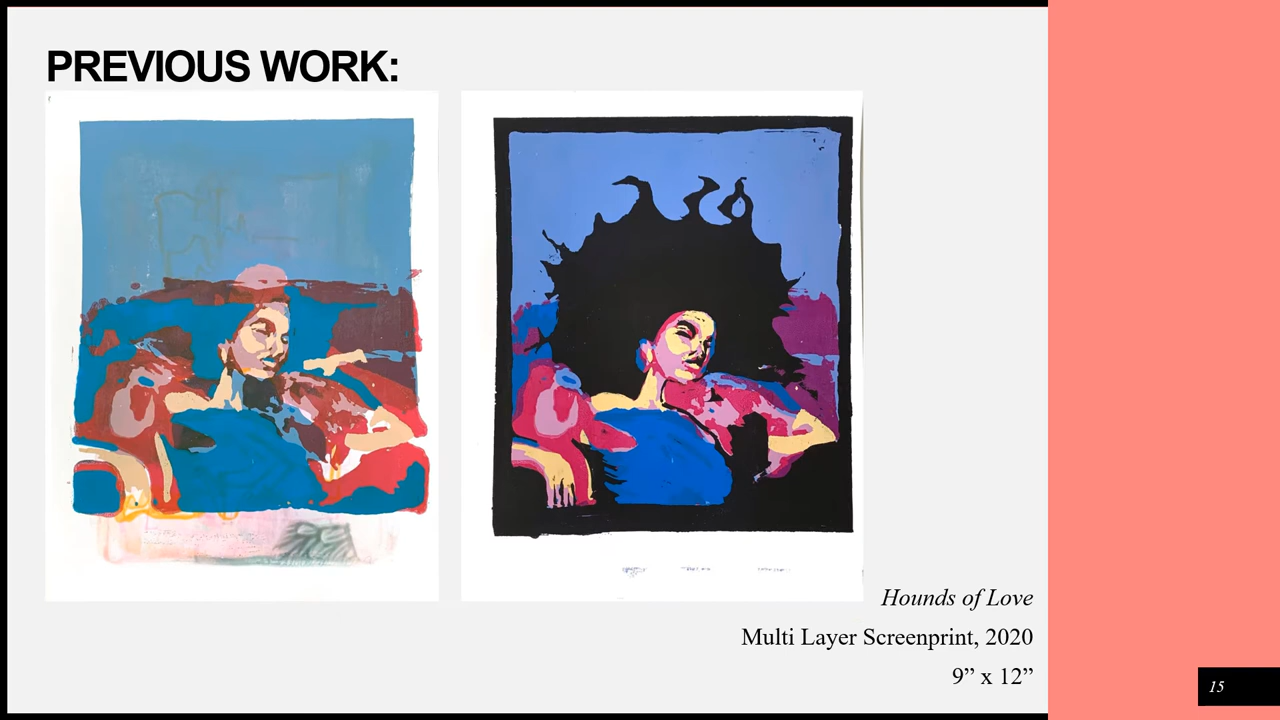 PREVIOUS WORK:
Hounds of Love
Multi Layer Screenprint, 2020
9” x 12”
15